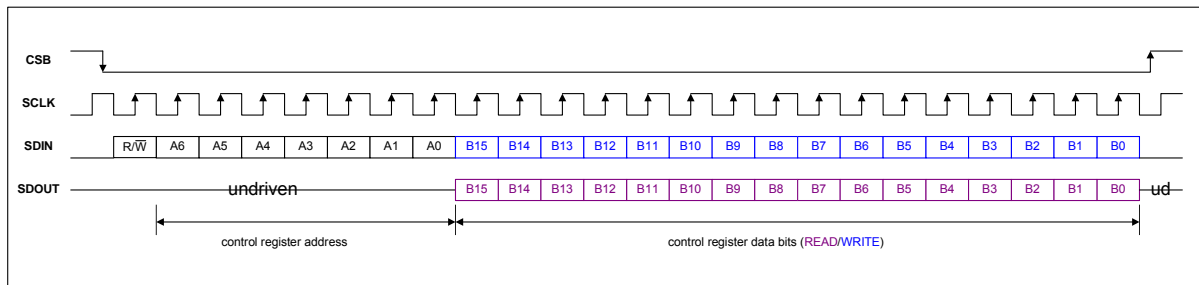 CSB
SCLK
SDIN R/W̅ A6 A5 A4 A3 A2 A1 A0 B15 B14 B13 B12 B11 B10 B9 B8 B7 B6 B5 B4 B3 B2 B1 B0
SDOUT undriven B15 B14 B13 B12 B11 B10 B9 B8 B7 B6 B5 B4 B3 B2 B1 B0 ud
control register address control register data bits (READ/WRITE)